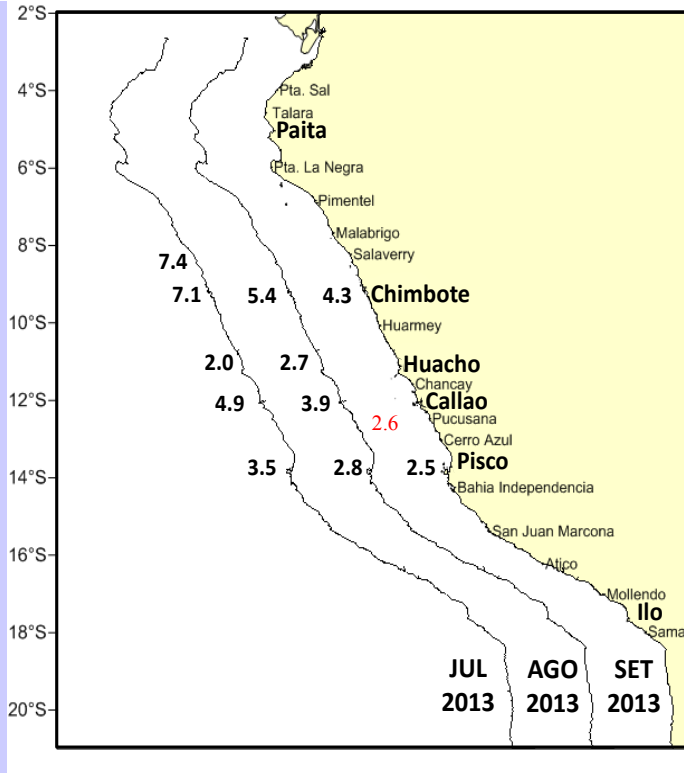 2°S
4°S
Pta. Sal
Talara
Paita
6°S
Pta. La Negra
Pimentel
Malabrigo
8°S
Salaverry
7.4
7.1 5.4 4.3 Chimbote
10°S
Huarmey
2.0 2.7 Huacho
Chancay
12°S
4.9 3.9 Callao
2.6 Pucusana
Cerro Azul
3.5 2.8 2.5 Pisco
14°S
Bahia Independencia
San Juan Marcona
16°S
Atico
Mollendo
Ilo
18°S
Sama
JUL AGO SET
2013 2013 2013
20°S